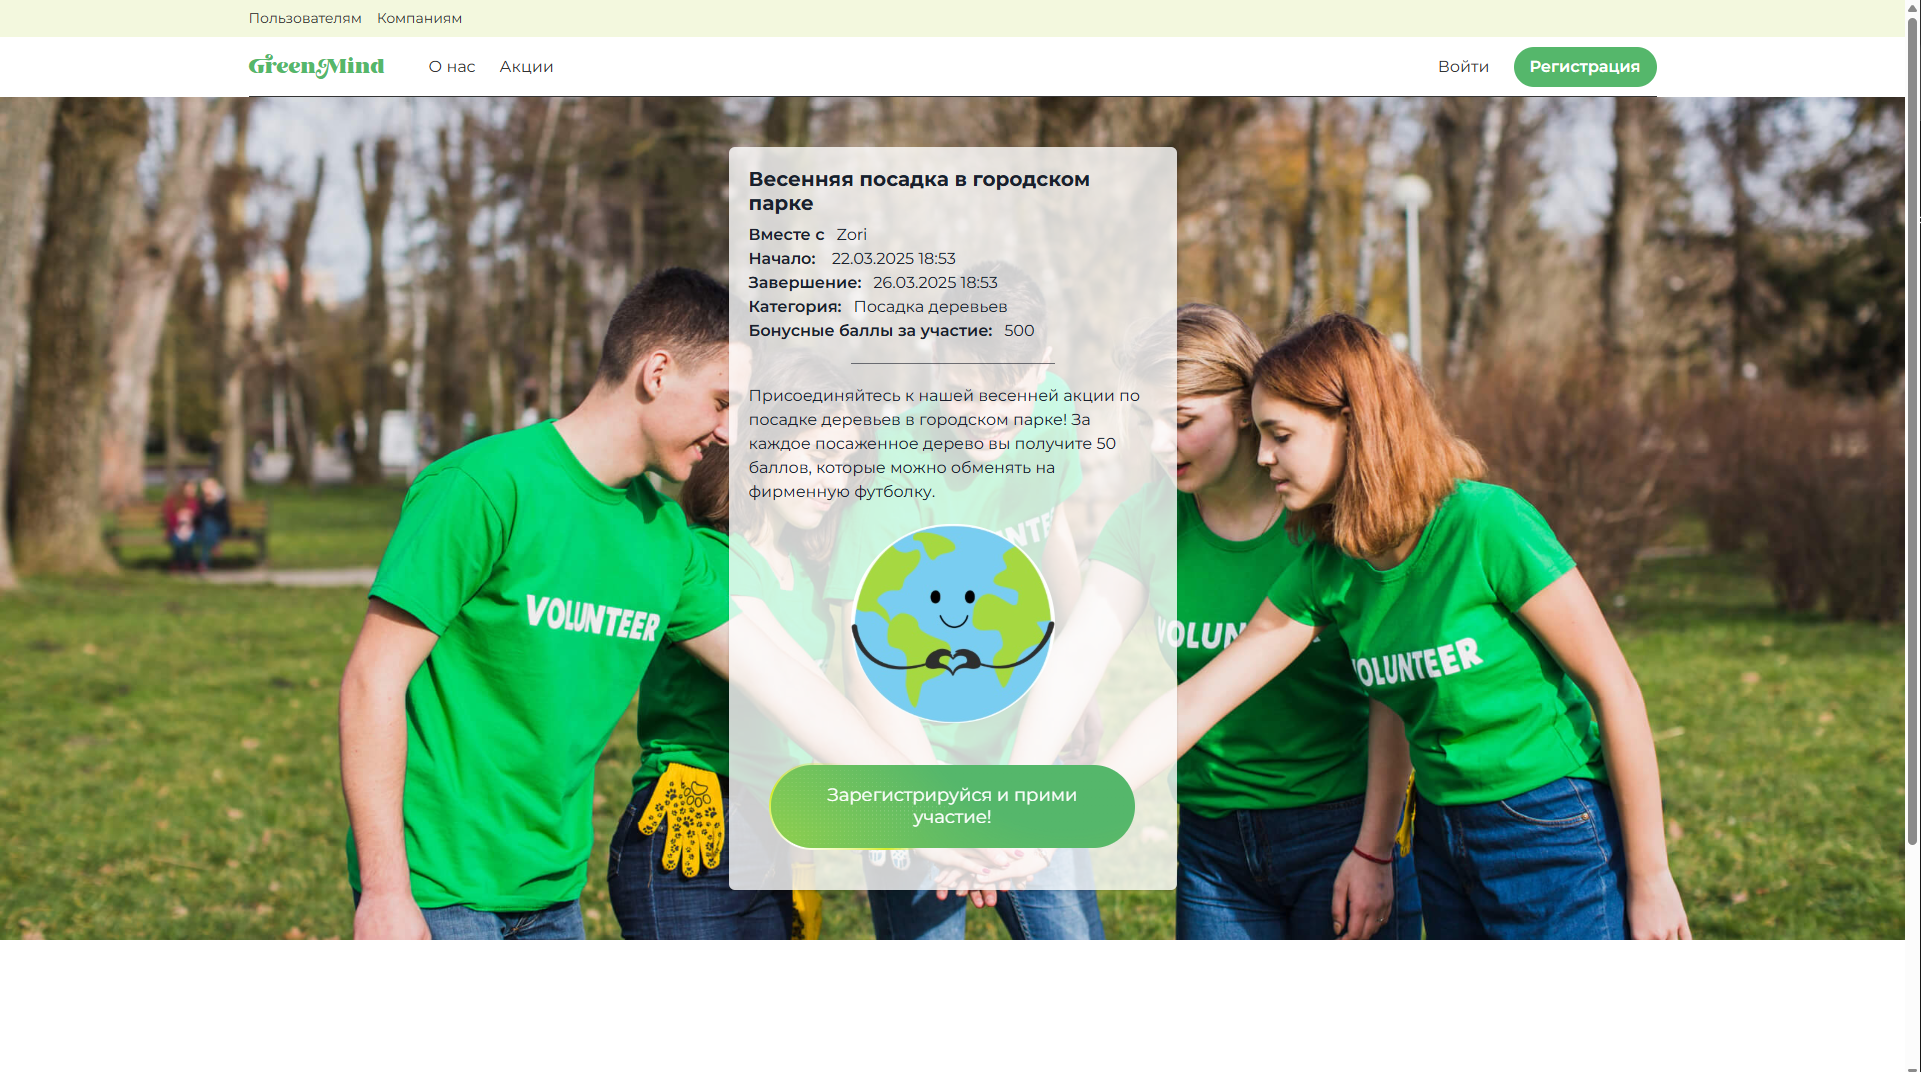 Пользователям Компаниям
GreenMind О нас Акции Войти Регистрация
Весенняя посадка в городском
парке
Вместе с Zori
Начало: 22.03.2025 18:53
Завершение: 26.03.2025 18:53
Категория: Посадка деревьев
Бонусные баллы за участие: 500
Присоединяйтесь к нашей весенней акции по
посадке деревьев в городском парке! За
каждое посаженное дерево вы получите 50
баллов, которые можно обменять на
фирменную футболку.
VOLUNTEER
VOLUNTEER
Зарегистрируйся и прими
участие!